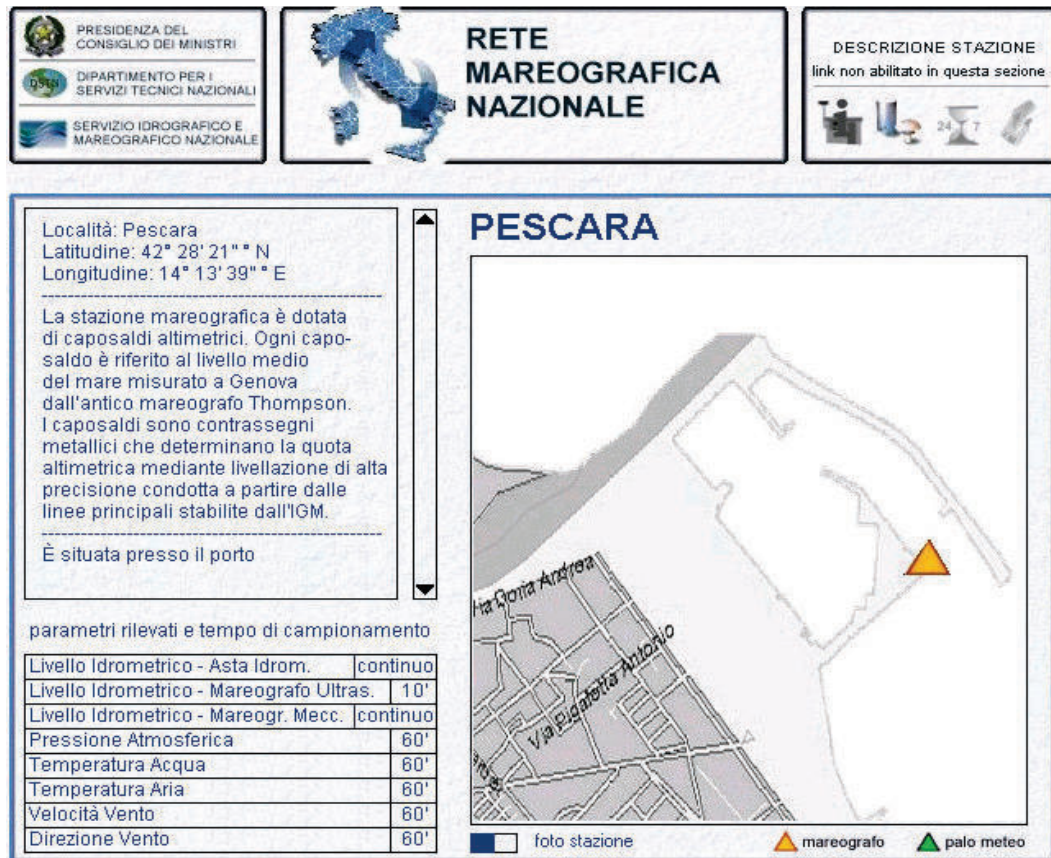 PRESIDENZA DEL
CONSIGLIO DEI MINISTRI
DSTN
DIPARTIMENTO PER I
SERVIZI TECNICI NAZIONALI
SERVIZIO IDROGRAFICO E
MAREOGRAFICO NAZIONALE
RETE
MAREOGRAFICA
NAZIONALE
DESCRIZIONE STAZIONE
link non abilitato in questa sezione
24 7
Località: Pescara
Latitudine: 42° 28' 21" ° N
Longitudine: 14° 13' 39" ° E
La stazione mareografica è dotata
di caposaldi altimetrici. Ogni capo-
saldo è riferito al livello medio
del mare misurato a Genova
dall'antico mareografo Thompson.
I caposaldi sono contrassegni
metallici che determinano la quota
altimetrica mediante livellazione di alta
precisione condotta a partire dalle
linee principali stabilite dall'IGM.
È situata presso il porto
parametri rilevati e tempo di campionamento
Livello Idrometrico - Asta Idrom. continuo
Livello Idrometrico - Mareografo Ultras. 10'
Livello Idrometrico - Mareogr. Mecc. continuo
Pressione Atmosferica 60'
Temperatura Acqua 60'
Temperatura Aria 60'
Velocità Vento 60'
Direzione Vento 60'
PESCARA
Via Doria Andrea
Via Pigafetta Antonio
foto stazione
mareografo
palo meteo